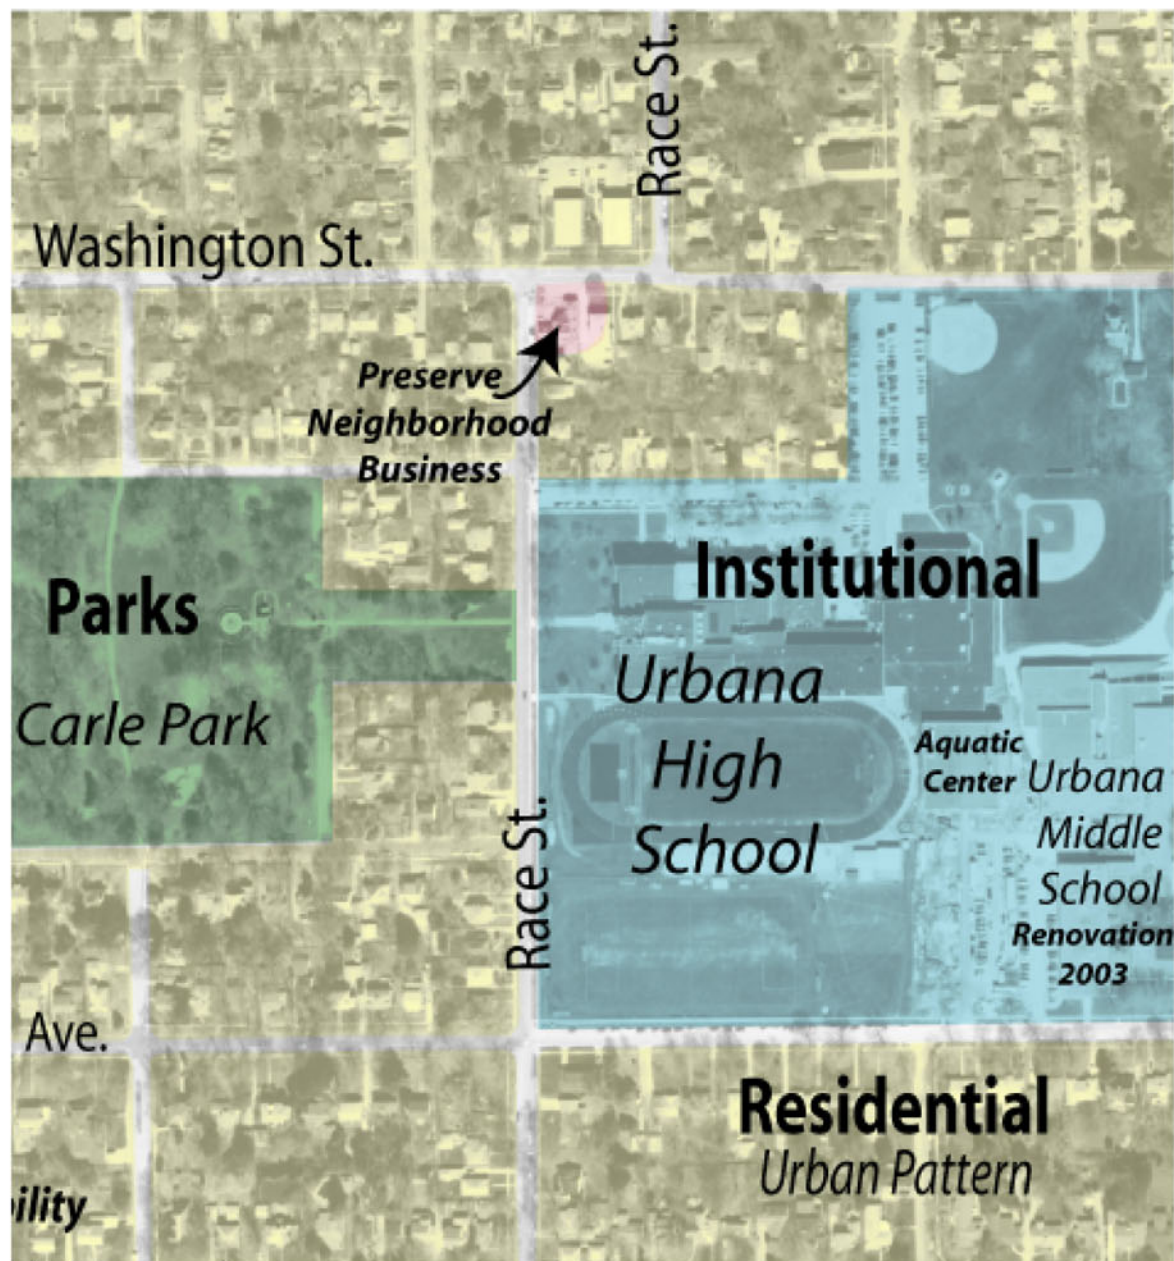 Race St.
Washington St.
Preserve
Neighborhood
Business
Institutional
Parks
Carle Park
Urbana
High
School
Aquatic
Center
Urbana
Middle
School
Renovation
2003
Race St.
Ave.
Residential
Urban Pattern
ility